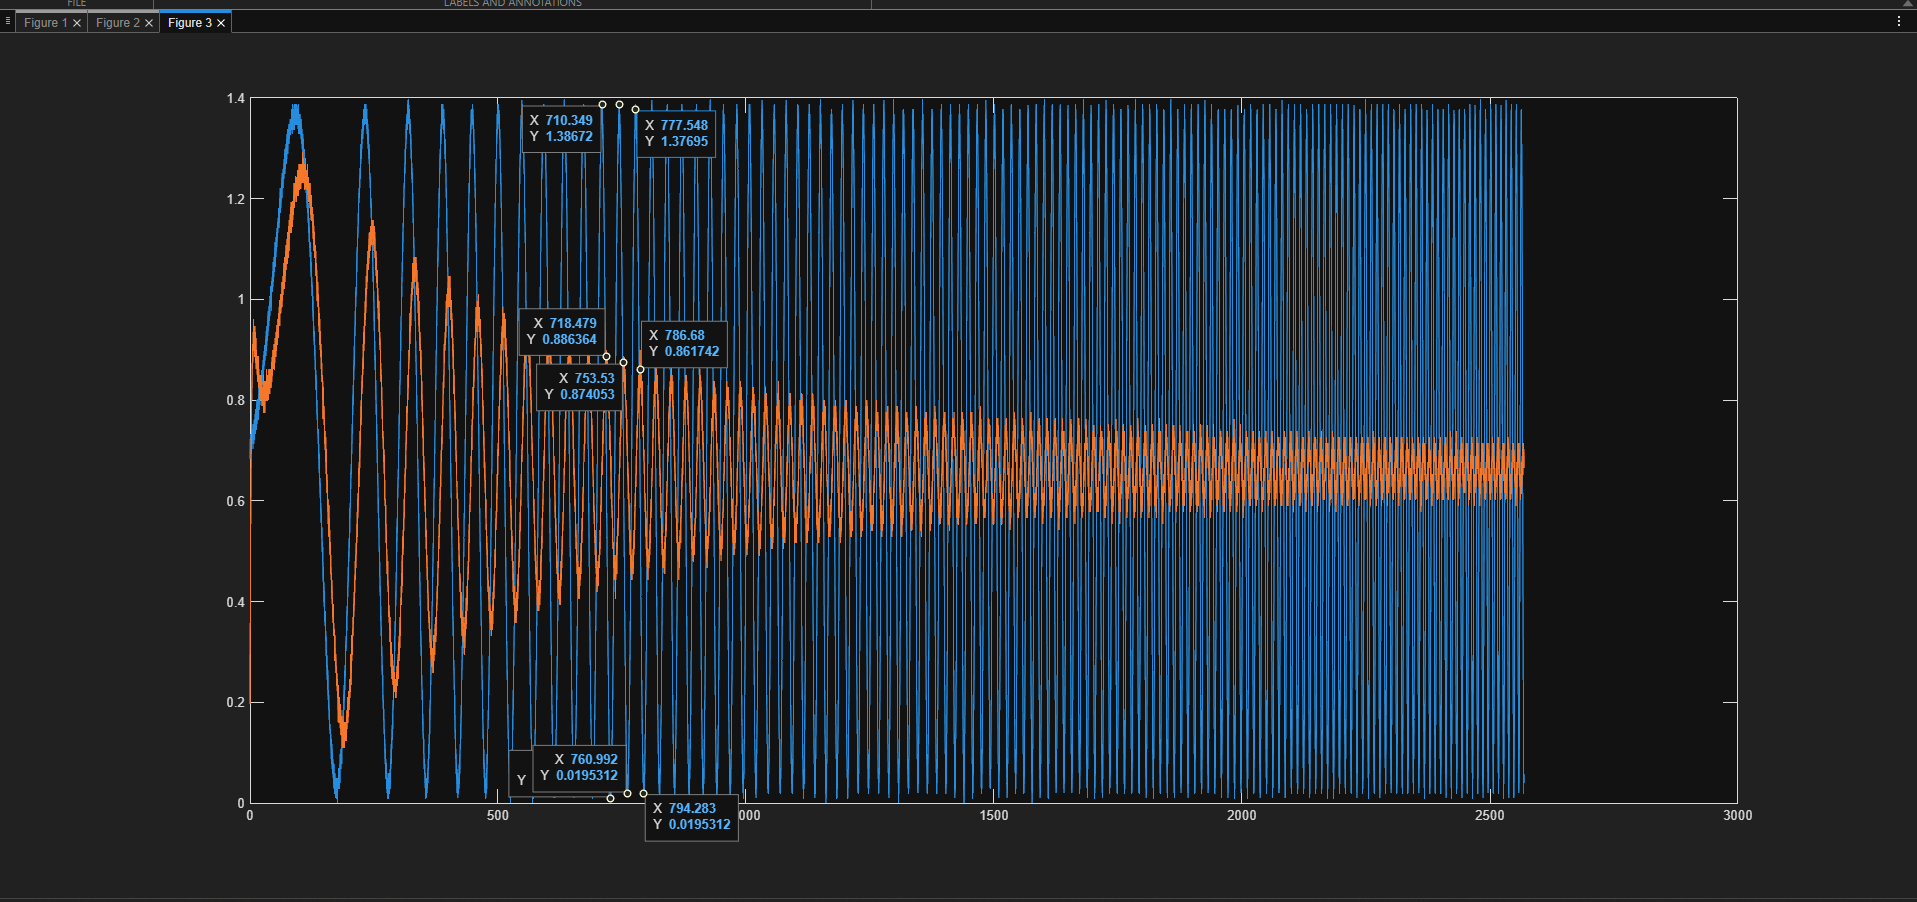 FILE
LABELS AND ANNOTATIONS
Figure 1 ×
Figure 2 ×
Figure 3 ×
1.4
1.2
1
0.8
0.6
0.4
0.2
0
X 710.349
Y 1.38672
X 777.548
Y 1.37695
X 718.479
Y 0.886364
X 786.68
Y 0.861742
X 753.53
Y 0.874053
Y
X 760.992
Y 0.0195312
X 794.283
Y 0.0195312
0
500
000
1500
2000
2500
3000